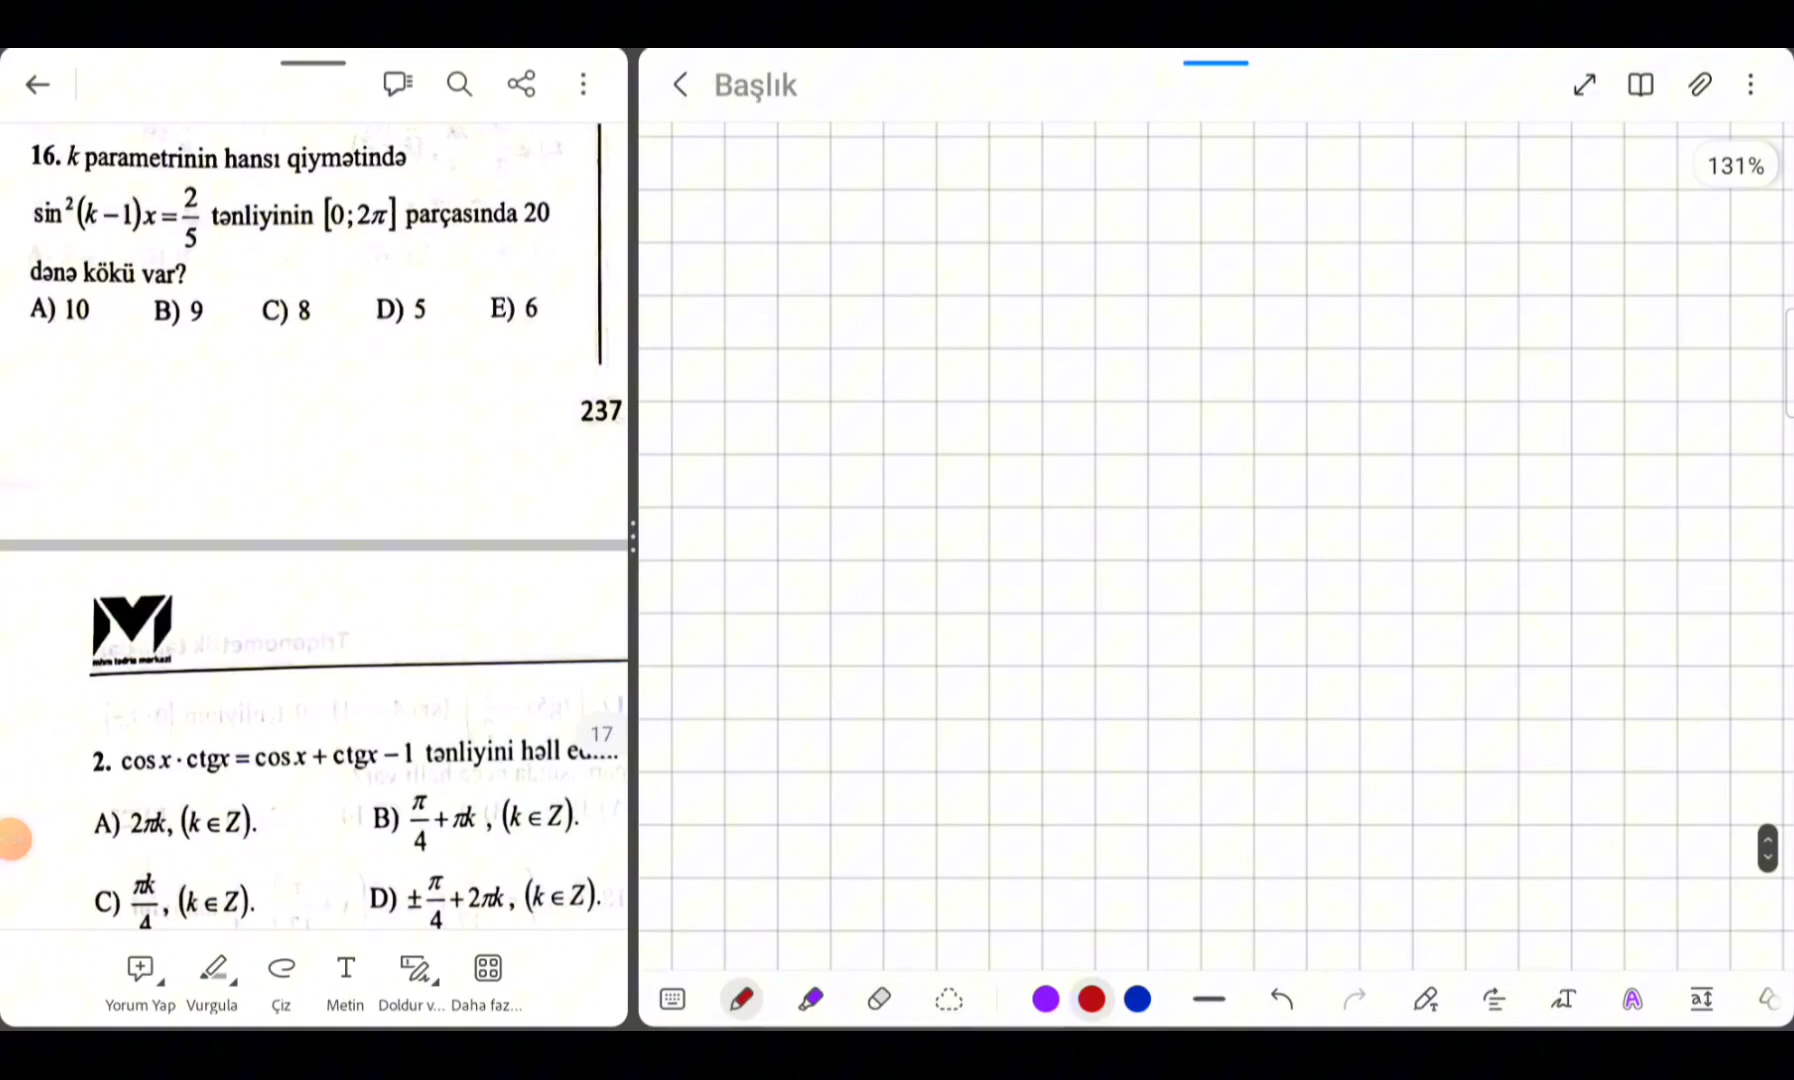 Başlık
131%
16. k parametrinin hansı qiymətində
sin²(k−1)x = 2/5 tənliyinin [0;2π] parçasında 20
dənə kökü var?
A) 10 B) 9 C) 8 D) 5 E) 6
237
17
2. cosx · ctgx = cosx + ctgx − 1 tənliyini həll
A) 2πk, (k ∈ Z). B) π/4 + πk, (k ∈ Z).
C) πk/4, (k ∈ Z). D) ± π/4 + 2πk, (k ∈ Z).
Yorum Yap Vurgula Çiz Metin Doldur v... Daha faz...